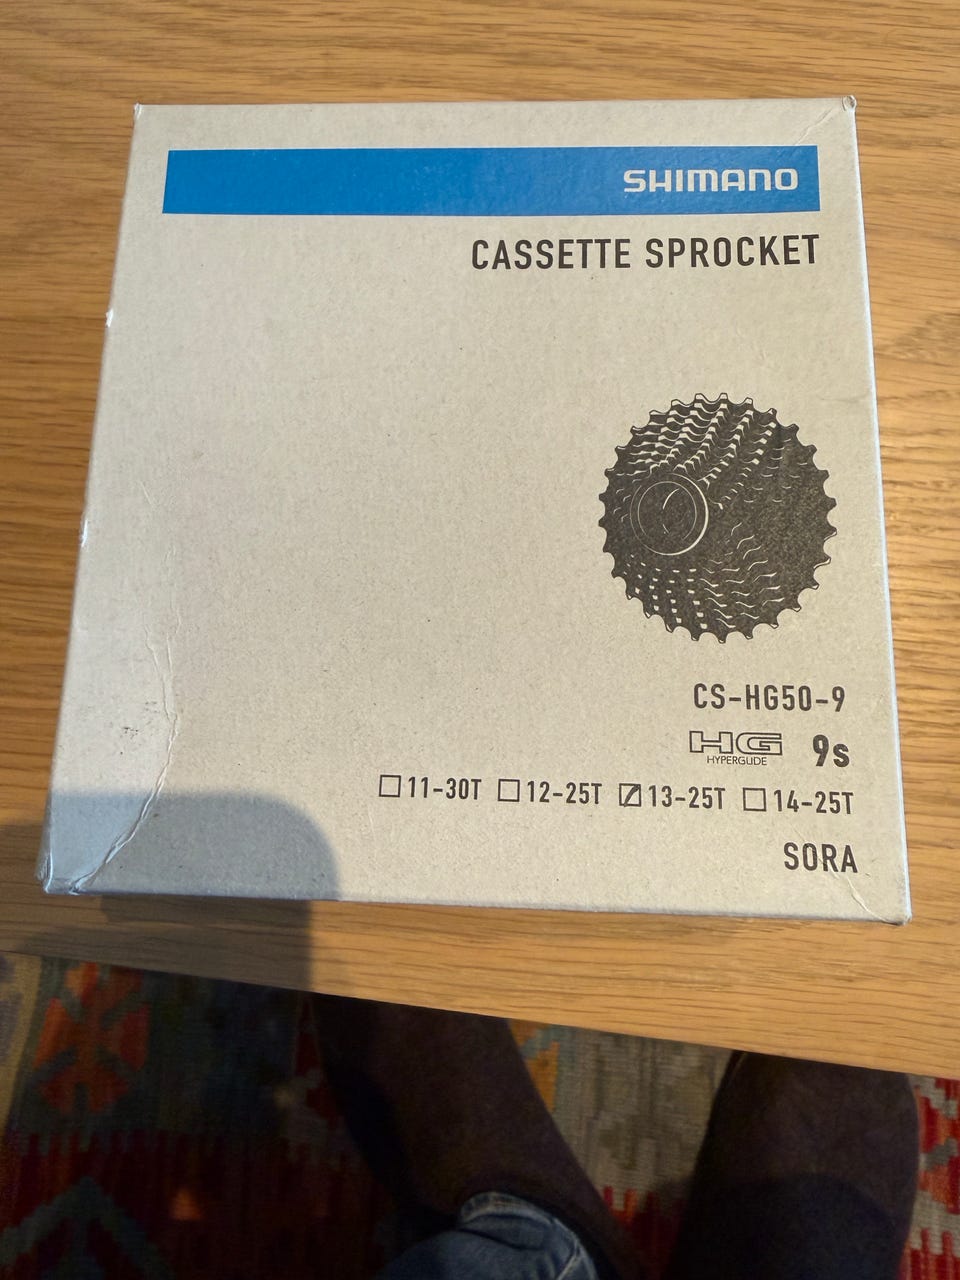 SHIMANO
CASSETTE SPROCKET
CS-HG50-9
HG 9s
HYPERGLIDE
11-30T 12-25T 13-25T 14-25T
SORA